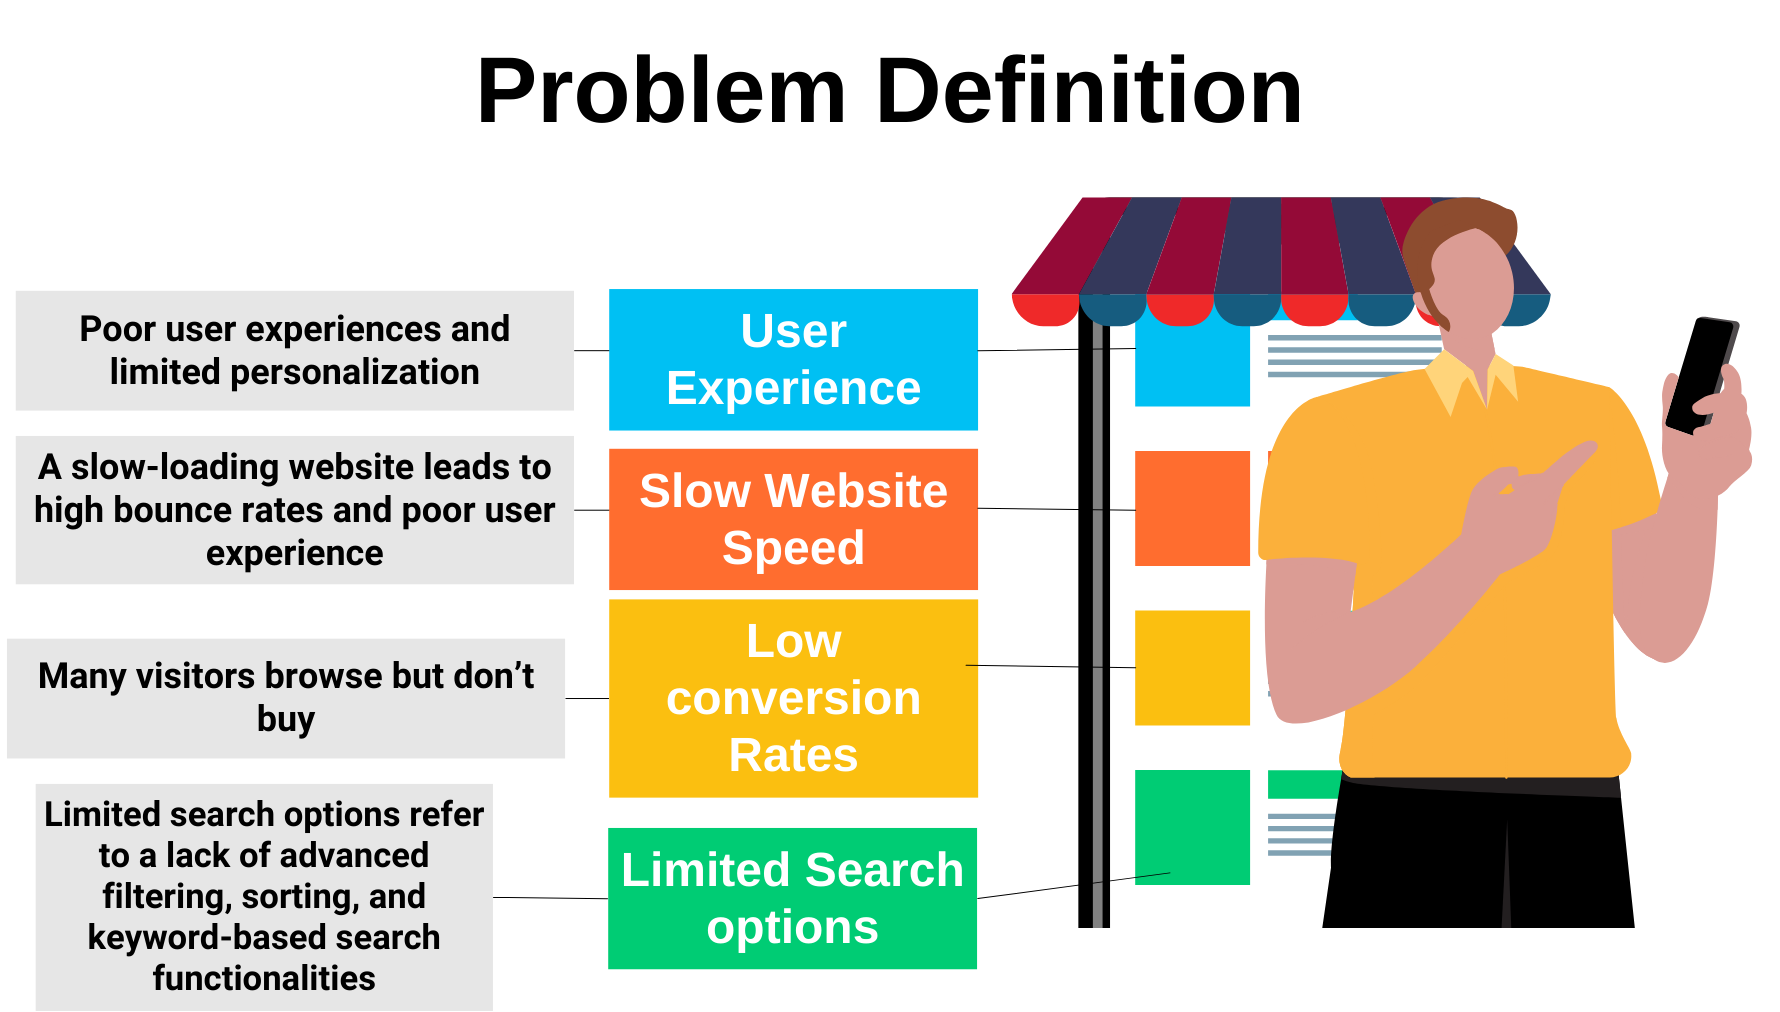 Problem Definition
Poor user experiences and
limited personalization
User
Experience
A slow-loading website leads to
high bounce rates and poor user
experience
Slow Website
Speed
Many visitors browse but don’t
buy
Low
conversion
Rates
Limited search options refer
to a lack of advanced
filtering, sorting, and
keyword-based search
functionalities
Limited Search
options